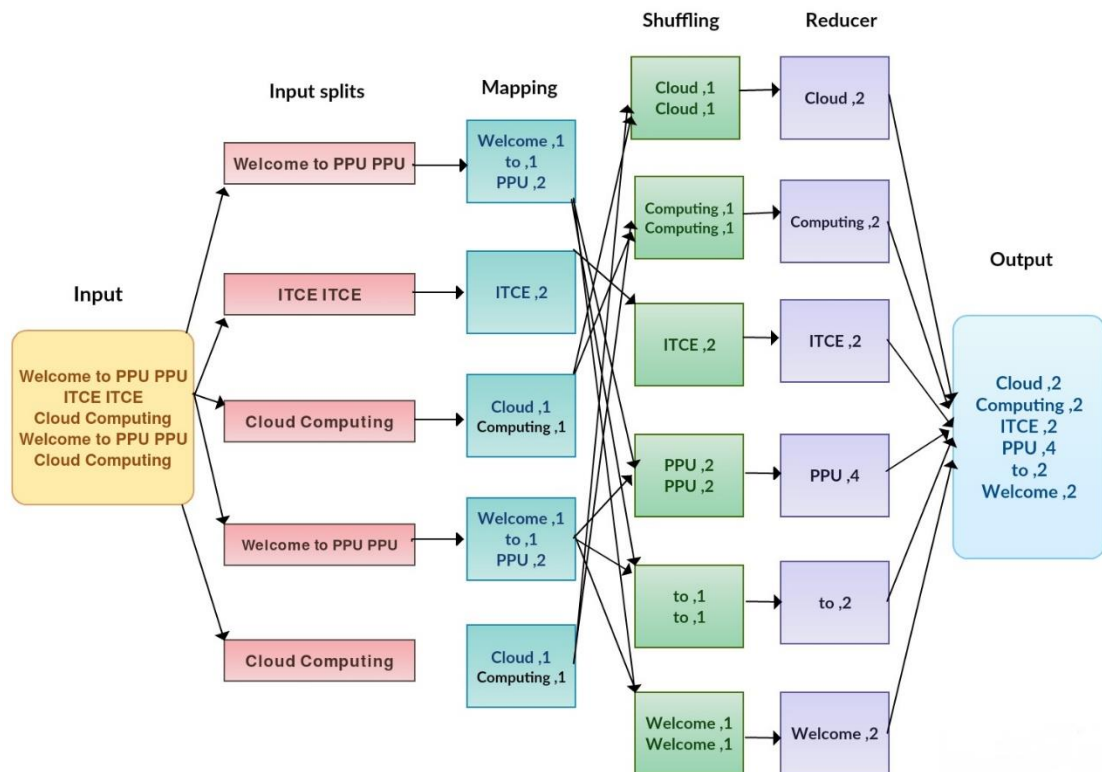 Shuffling
Reducer
Input splits
Mapping
Cloud ,1
Cloud ,1
Cloud ,2
Welcome to PPU PPU
Welcome ,1
to ,1
PPU ,2
Computing ,1
Computing ,1
Computing ,2
Output
Input
ITCE ITCE
ITCE ,2
ITCE ,2
ITCE ,2
Welcome to PPU PPU
ITCE ITCE
Cloud Computing
Welcome to PPU PPU
Cloud Computing
Cloud Computing
Cloud ,1
Computing ,1
Cloud ,2
Computing ,2
ITCE ,2
PPU ,4
to ,2
Welcome ,2
PPU ,2
PPU ,2
PPU ,4
Welcome to PPU PPU
Welcome ,1
to ,1
PPU ,2
to ,1
to ,1
to ,2
Cloud Computing
Cloud ,1
Computing ,1
Welcome ,1
Welcome ,1
Welcome ,2